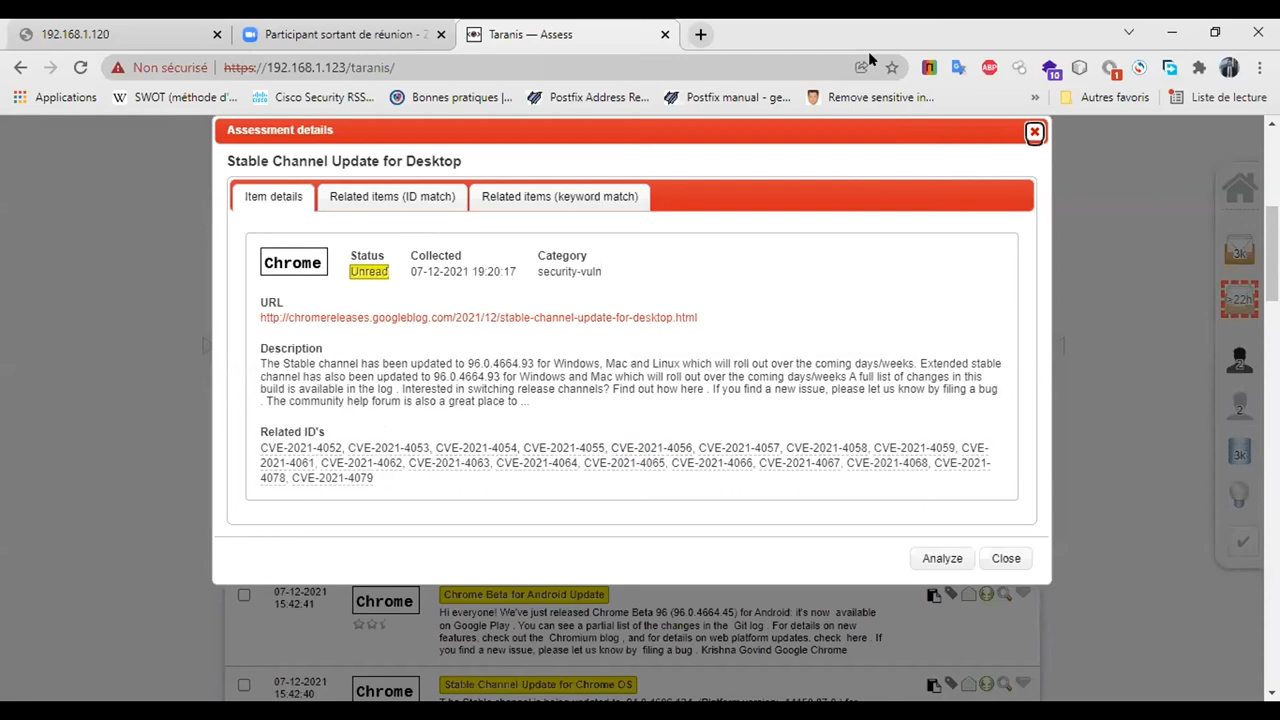 192.168.1.120
Participant sortant de réunion - Z
Taranis — Assess
Non sécurisé https://192.168.1.123/taranis/
10
1
Applications
SWOT (méthode d'...
Cisco Security RSS...
Bonnes pratiques |...
Postfix Address Re...
Postfix manual - ge...
Remove sensitive in...
»
Autres favoris
Liste de lecture
Assessment details
Stable Channel Update for Desktop
Item details
Related items (ID match)
Related items (keyword match)
Chrome
Status
Collected
Category
Unread
07-12-2021 19:20:17
security-vuln
URL
http://chromereleases.googleblog.com/2021/12/stable-channel-update-for-desktop.html
Description
The Stable channel has been updated to 96.0.4664.93 for Windows, Mac and Linux which will roll out over the coming days/weeks. Extended stable
channel has also been updated to 96.0.4664.93 for Windows and Mac which will roll out over the coming days/weeks A full list of changes in this
build is available in the log . Interested in switching release channels? Find out how here . If you find a new issue, please let us know by filing a bug
. The community help forum is also a great place to ...
Related ID's
CVE-2021-4052, CVE-2021-4053, CVE-2021-4054, CVE-2021-4055, CVE-2021-4056, CVE-2021-4057, CVE-2021-4058, CVE-2021-4059, CVE-
2021-4061, CVE-2021-4062, CVE-2021-4063, CVE-2021-4064, CVE-2021-4065, CVE-2021-4066, CVE-2021-4067, CVE-2021-4068, CVE-2021-
4078, CVE-2021-4079
Analyze
Close
3k
>22h
2
2
3k
07-12-2021
15:42:41
Chrome
Chrome Beta for Android Update
Hi everyone! We've just released Chrome Beta 96 (96.0.4664.45) for Android: it's now available
on Google Play . You can see a partial list of the changes in the Git log . For details on new
features, check out the Chromium blog , and for details on web platform updates. check here . If
you find a new issue, please let us know by filing a bug . Krishna Govind Google Chrome
07-12-2021
15:42:40
Chrome
Stable Channel Update for Chrome OS